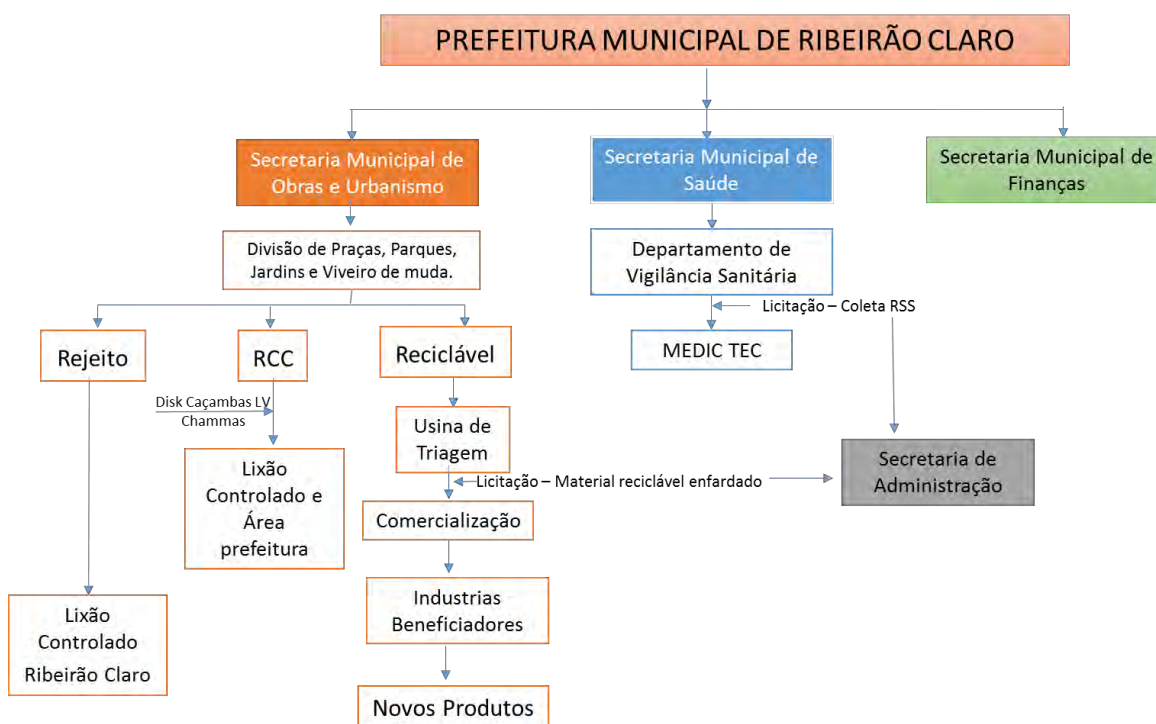 PREFEITURA MUNICIPAL DE RIBEIRÃO CLARO
Secretaria Municipal de
Obras e Urbanismo
Secretaria Municipal de
Saúde
Secretaria Municipal de
Finanças
Divisão de Praças, Parques,
Jardins e Viveiro de muda.
Departamento de
Vigilância Sanitária
Licitação – Coleta RSS
Rejeito
RCC
Reciclável
MEDIC TEC
Disk Caçambas LV
Chammas
Usina de
Triagem
Lixão
Controlado e
Área
prefeitura
Secretaria de
Administração
Licitação – Material reciclável enfardado
Comercialização
Industrias
Beneficiadores
Lixão
Controlado
Ribeirão Claro
Novos Produtos